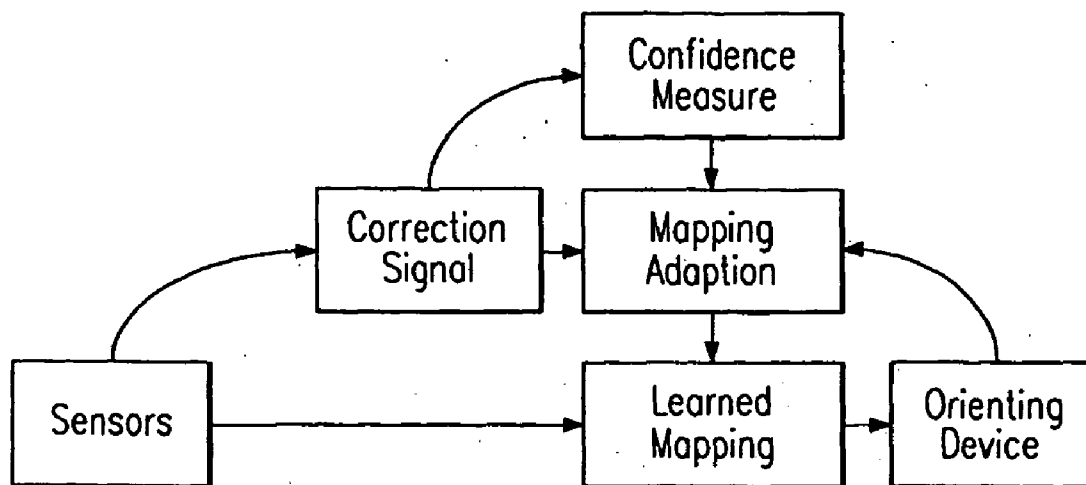 Confidence
Measure
Correction
Signal
Mapping
Adaption
Sensors
Learned
Mapping
Orienting
Device